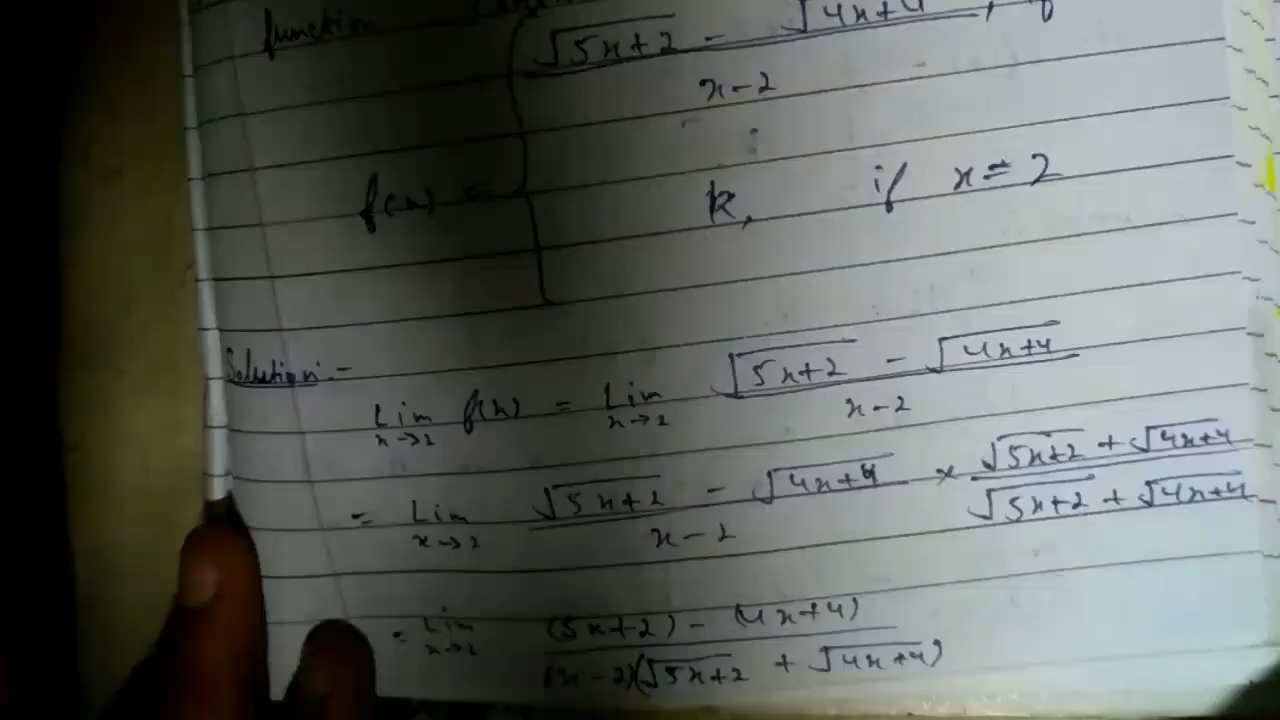 function
√5x+2 - √4x+4, if
x-2
f(x) = k, if x=2
Solution:-
Lim f(x) = Lim √5x+2 - √4x+4
x→2 x→2 x-2
= Lim √5x+2 - √4x+4 × √5x+2 + √4x+4
x→2 x-2 √5x+2 + √4x+4
= Lim (5x+2) - (4x+4)
x→2 (x-2)(√5x+2 + √4x+4)